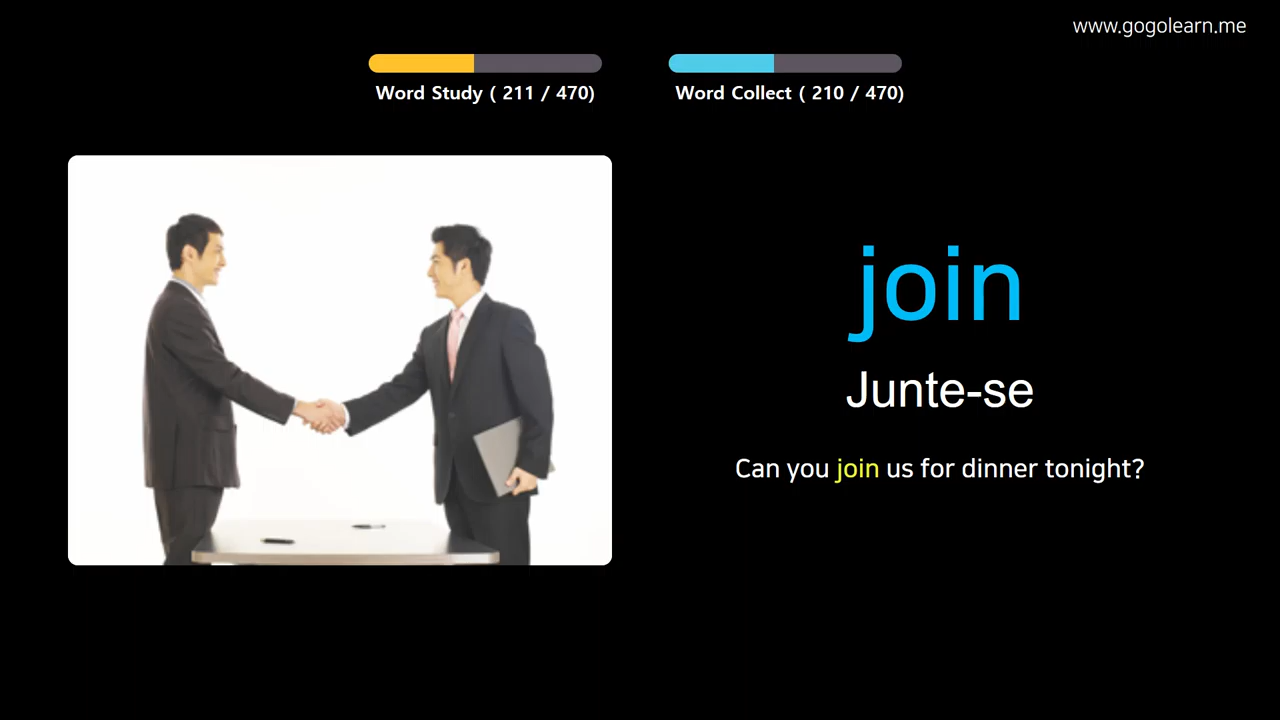 www.gogolearn.me
Word Study ( 211 / 470)
Word Collect ( 210 / 470)
join
Junte-se
Can you join us for dinner tonight?